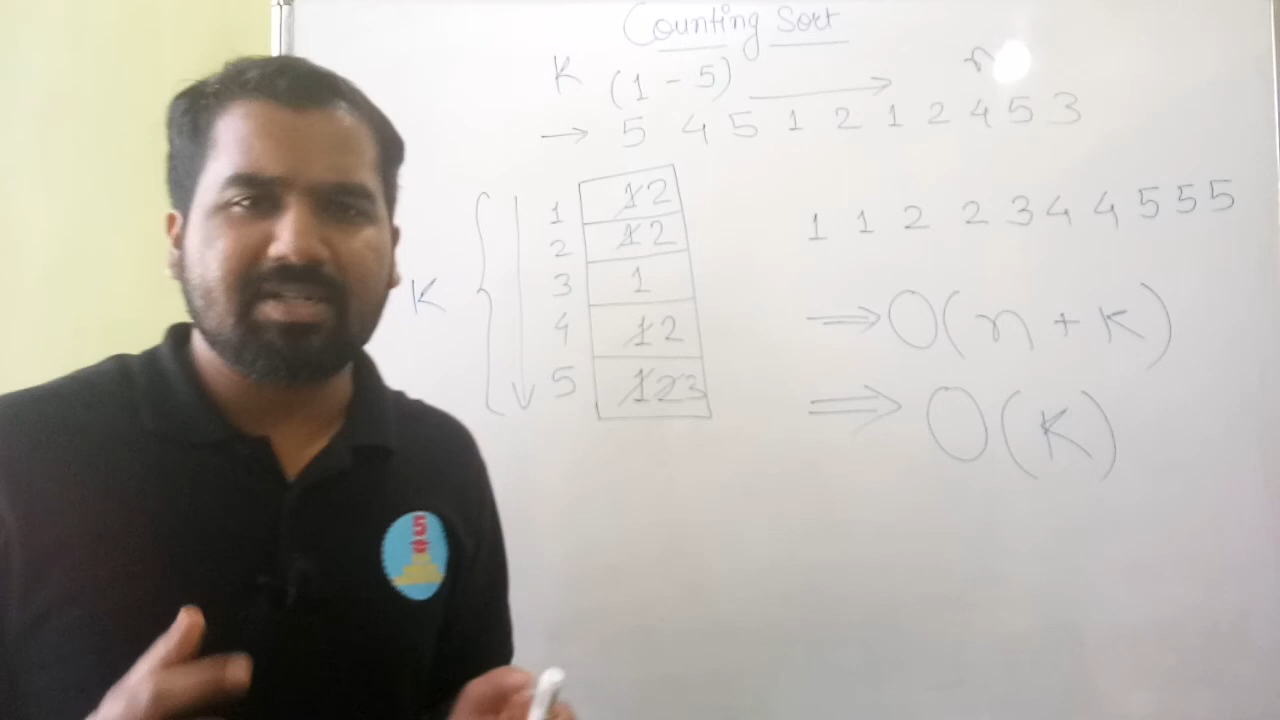 Counting Sort
K (1 - 5) n
5 4 5 1 2 1 2 4 5 3
1 1 2
2 1 2
3 1
4 1 2
5 1 2 3
K
1 1 2 2 3 4 4 5 5 5
⇒ O(n + K)
⇒ O(K)
5